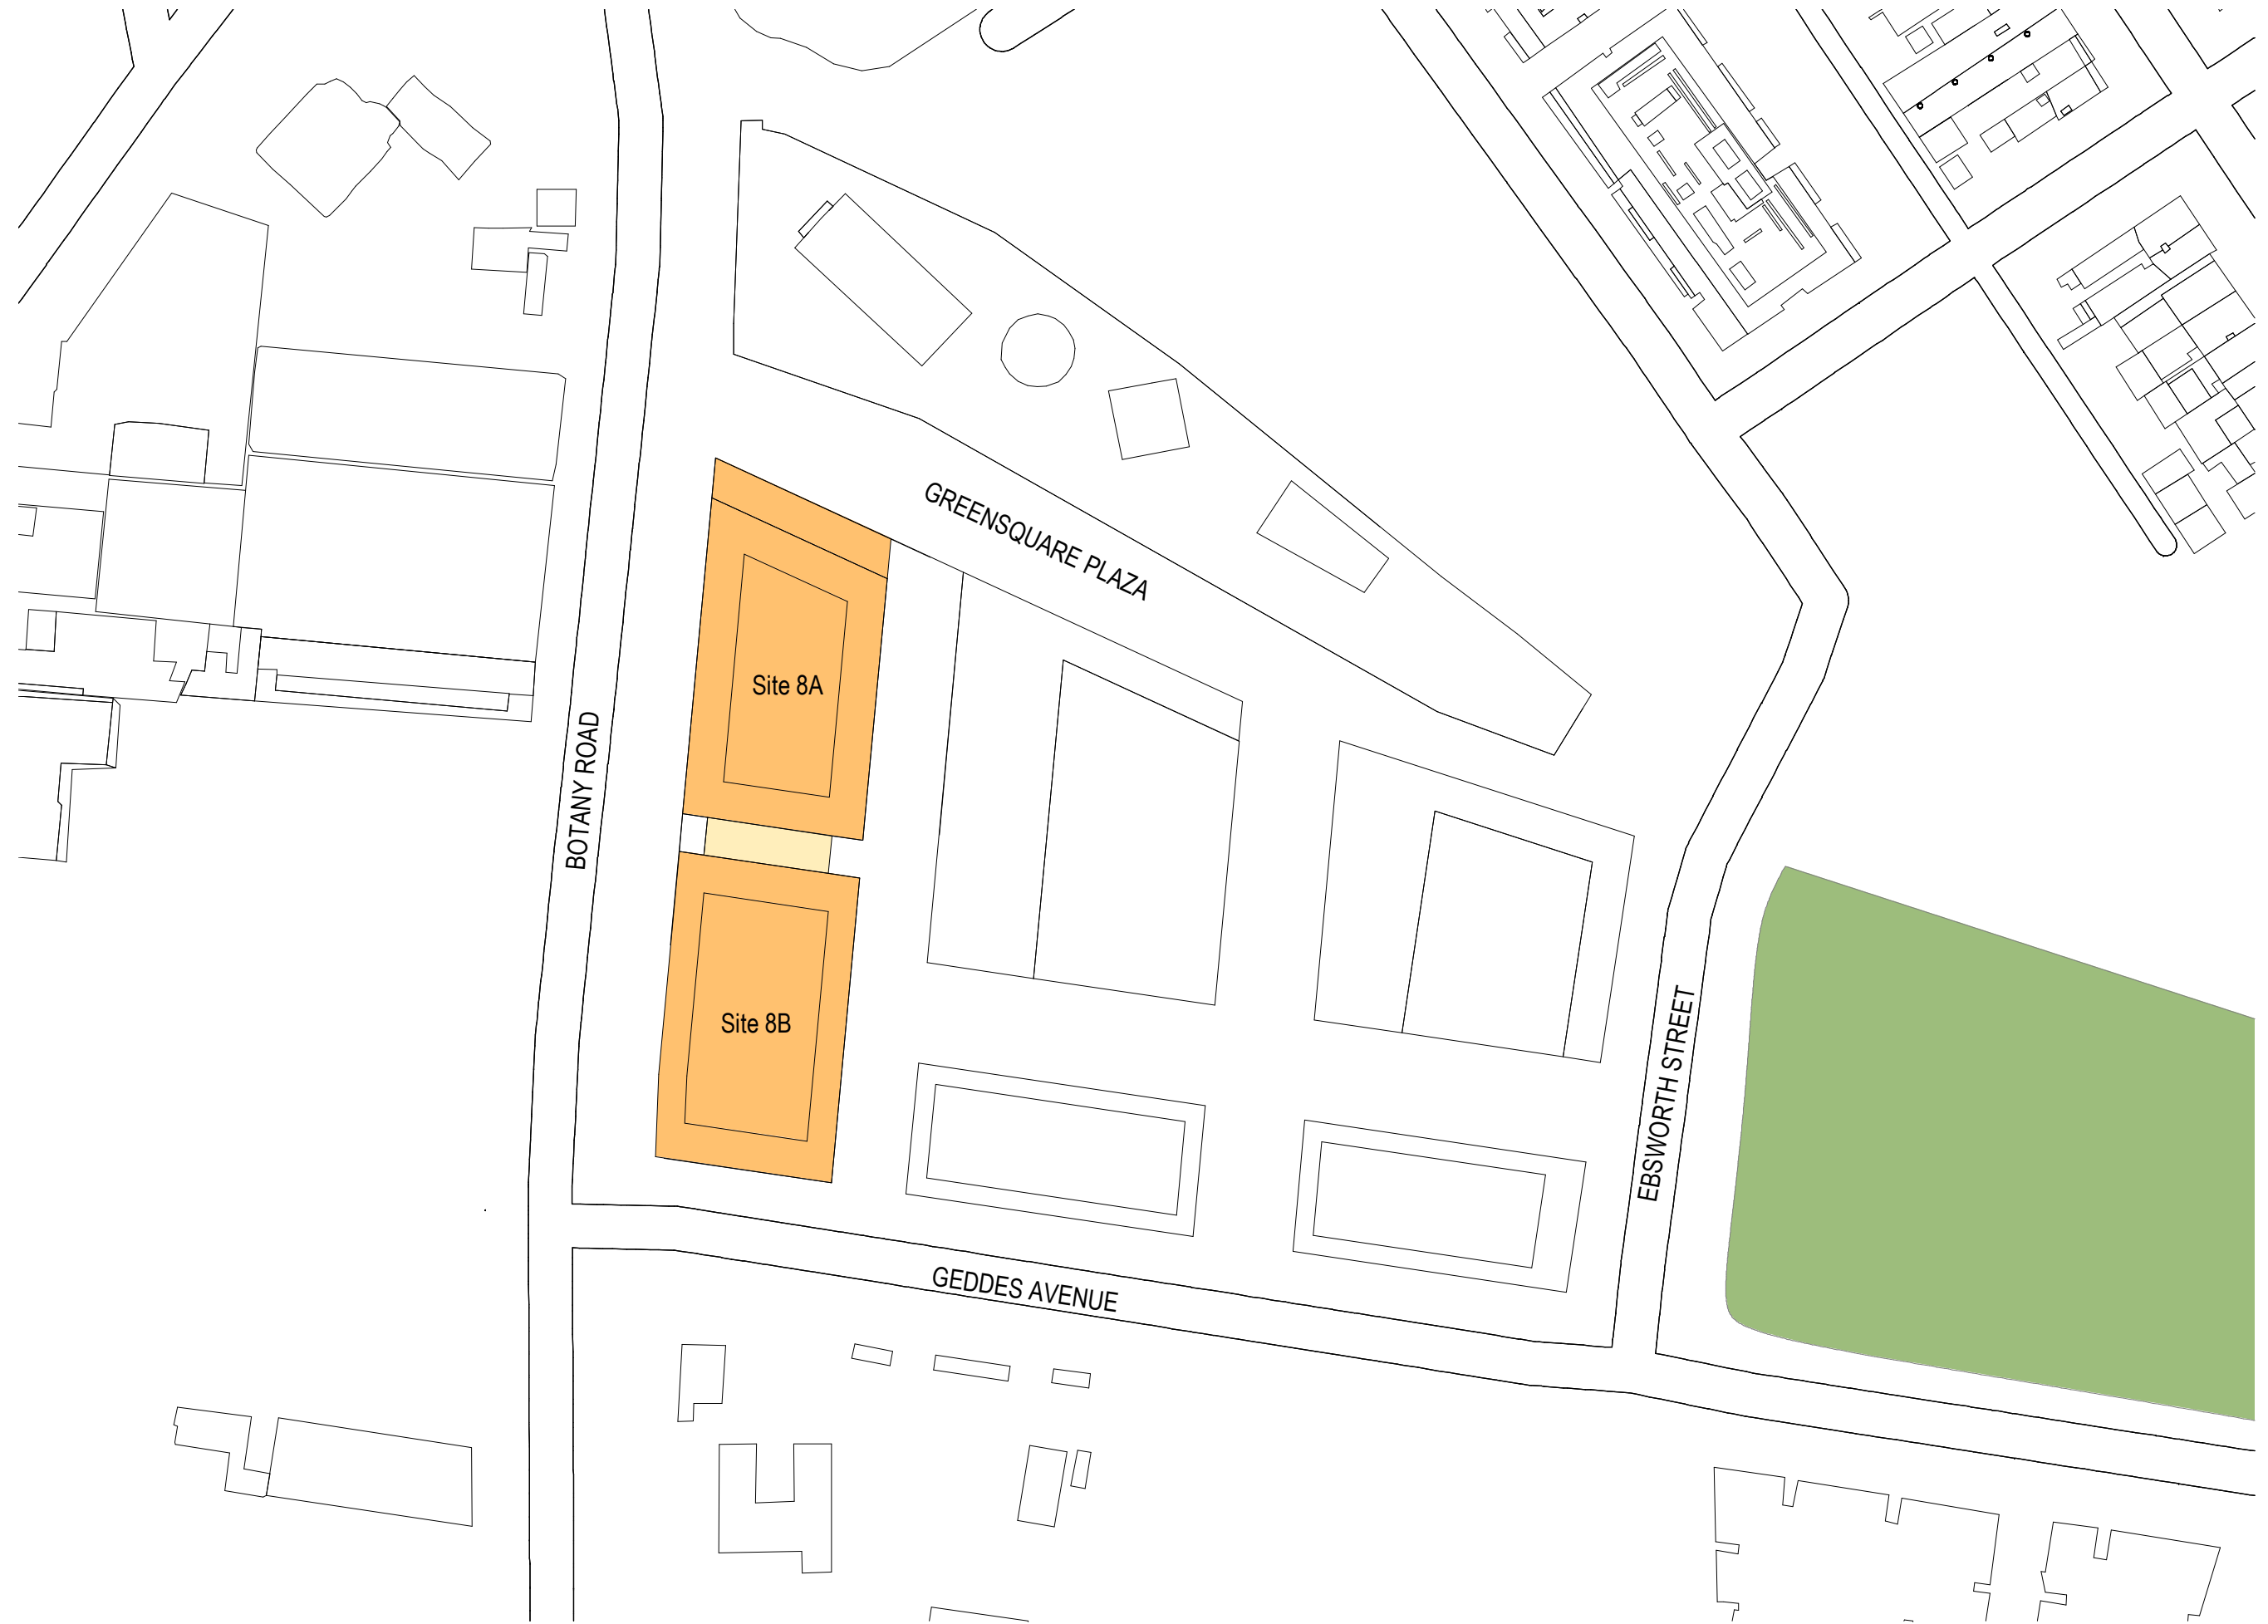 GREENSQUARE PLAZA
Site 8A
BOTANY ROAD
Site 8B
EBSWORTH STREET
GEDDES AVENUE